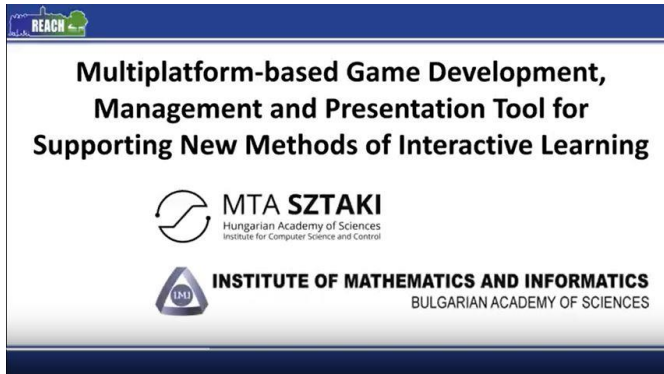 REACH
Multiplatform-based Game Development,
Management and Presentation Tool for
Supporting New Methods of Interactive Learning
MTA SZTAKI
Hungarian Academy of Sciences
Institute for Computer Science and Control
IMI
INSTITUTE OF MATHEMATICS AND INFORMATICS
BULGARIAN ACADEMY OF SCIENCES